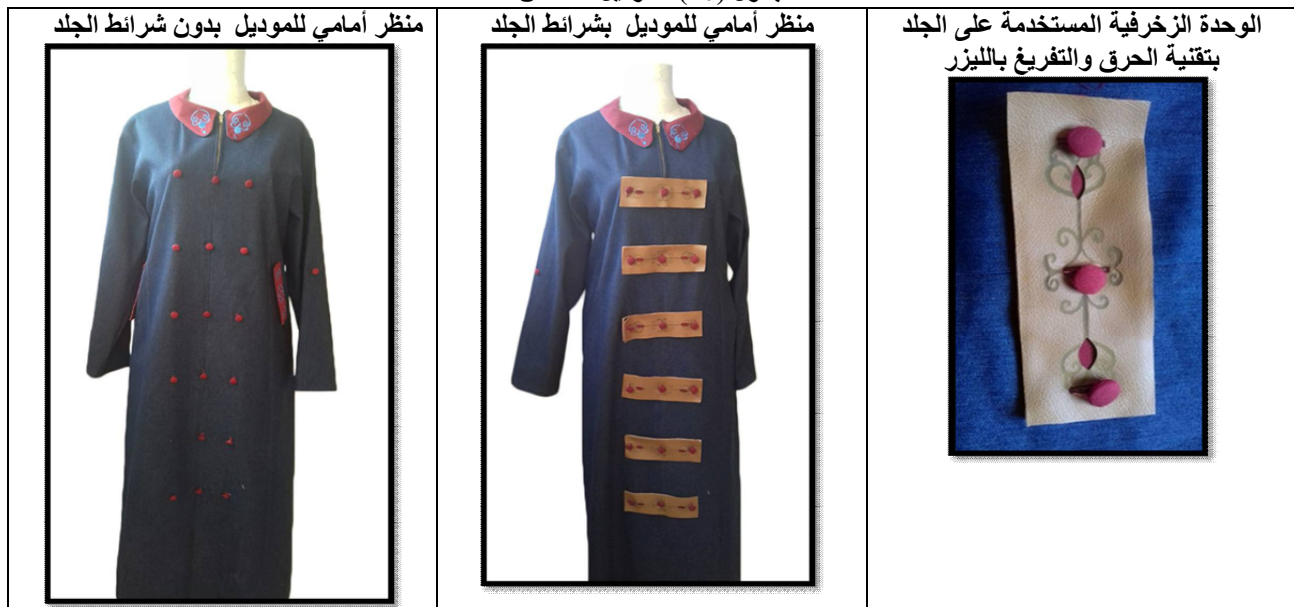 الوحدة الزخرفية المستخدمة على الجلد
بتقنية الحرق والتفريغ بالليزر
منظر أمامي للموديل بشرائط الجلد
منظر أمامي للموديل بدون شرائط الجلد